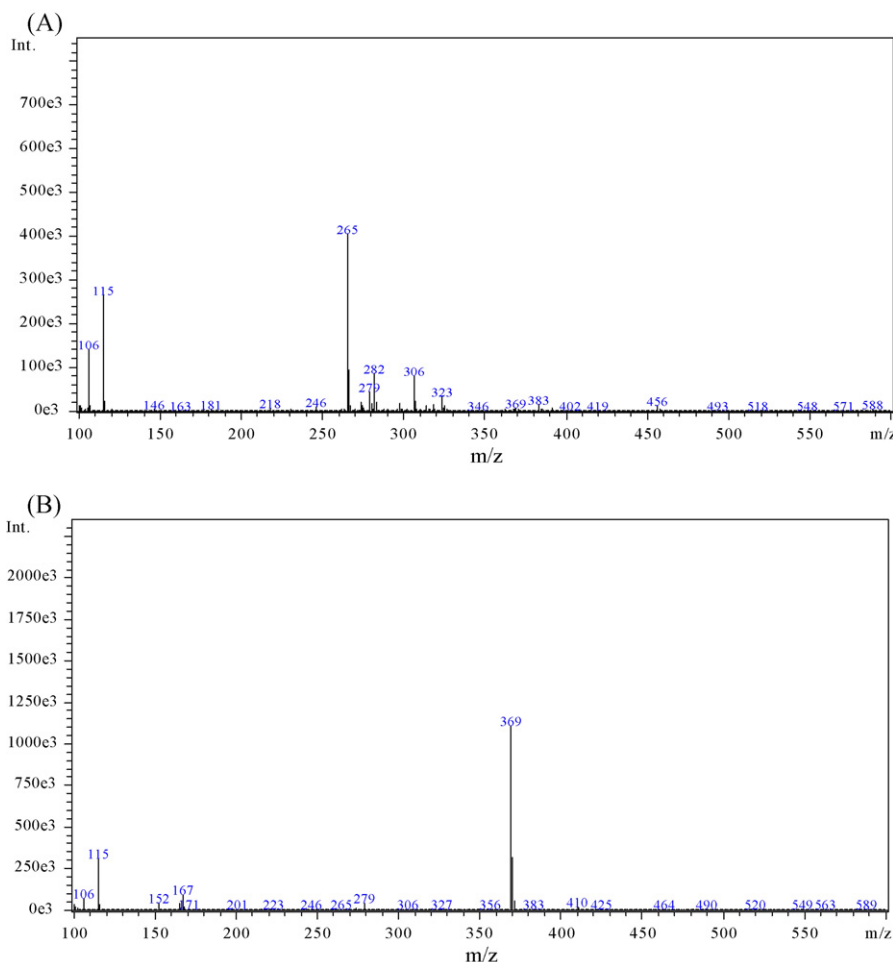 (A)
Int.
700e3
600e3
500e3
400e3
300e3
200e3
100e3
0e3
265
115
106
282
279
306
323
146 163 181 218 246 346 369 383 402 419 456 493 518 548 571 588
100 150 200 250 300 350 400 450 500 550 m/z
m/z
(B)
Int.
2000e3
1750e3
1500e3
1250e3
1000e3
750e3
500e3
250e3
0e3
369
115
106 152 167 171 201 223 246 265 279 306 327 356 383 410 425 464 490 520 549 563 589
100 150 200 250 300 350 400 450 500 550 m/z
m/z